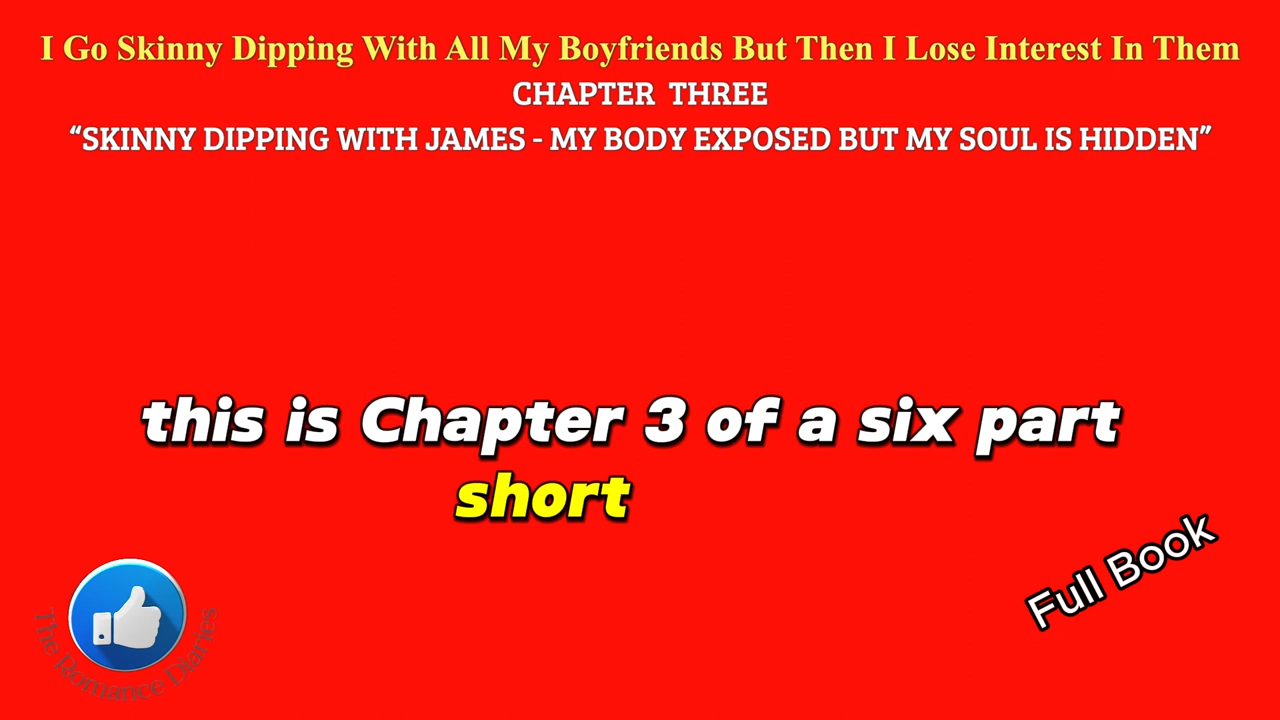 I Go Skinny Dipping With All My Boyfriends But Then I Lose Interest In Them
CHAPTER THREE
“SKINNY DIPPING WITH JAMES - MY BODY EXPOSED BUT MY SOUL IS HIDDEN”
this is Chapter 3 of a six part
short
Full Book
The Romance Diaries